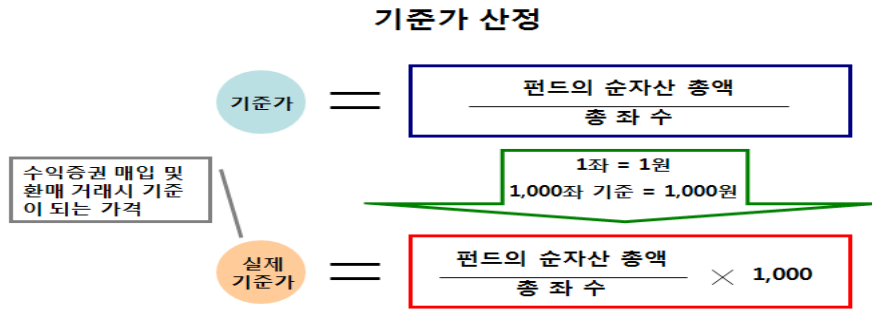 기준가 산정
기준가
펀드의 순자산 총액
총 좌 수
수익증권 매입 및
환매 거래시 기준
이 되는 가격
1좌 = 1원
1,000좌 기준 = 1,000원
실제
기준가
펀드의 순자산 총액
총 좌 수
× 1,000